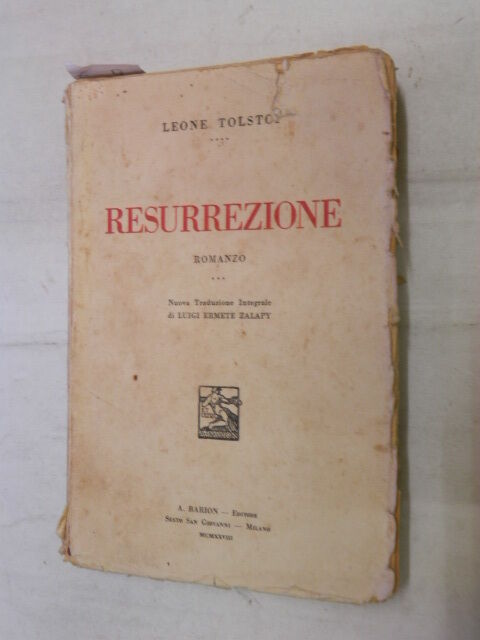 LEONE TOLSTOI
RESURREZIONE
ROMANZO
Nuova Traduzione Integrale
di LUIGI ERMETE ZALAPY
A. BARION — EDITORE
SESTO SAN GIOVANNI — MILANO
MCMXXVIII